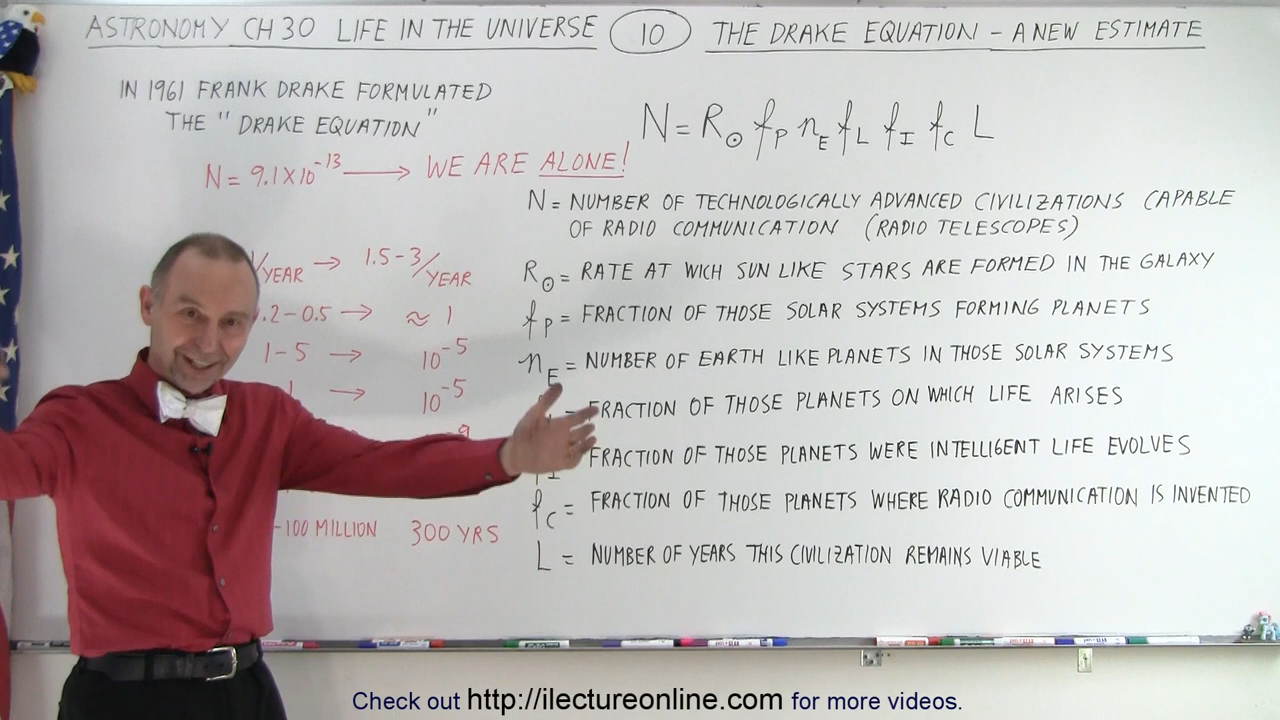 ASTRONOMY CH 30 LIFE IN THE UNIVERSE
10
THE DRAKE EQUATION – A NEW ESTIMATE
IN 1961 FRANK DRAKE FORMULATED
THE "DRAKE EQUATION"
N = R⊙ fP nE fL fI fC L
N = 9.1X10⁻¹³ → WE ARE ALONE!
N = NUMBER OF TECHNOLOGICALLY ADVANCED CIVILIZATIONS CAPABLE
OF RADIO COMMUNICATION (RADIO TELESCOPES)
/YEAR → 1.5 - 3/YEAR
R⊙ = RATE AT WICH SUN LIKE STARS ARE FORMED IN THE GALAXY
.2 - 0.5 → ≈ 1
fP = FRACTION OF THOSE SOLAR SYSTEMS FORMING PLANETS
1 - 5 → 10⁻⁵
nE = NUMBER OF EARTH LIKE PLANETS IN THOSE SOLAR SYSTEMS
→ 10⁻⁵
FRACTION OF THOSE PLANETS ON WHICH LIFE ARISES
FRACTION OF THOSE PLANETS WERE INTELLIGENT LIFE EVOLVES
fC = FRACTION OF THOSE PLANETS WHERE RADIO COMMUNICATION IS INVENTED
-100 MILLION 300 YRS
L = NUMBER OF YEARS THIS CIVILIZATION REMAINS VIABLE
Check out http://ilectureonline.com for more videos.